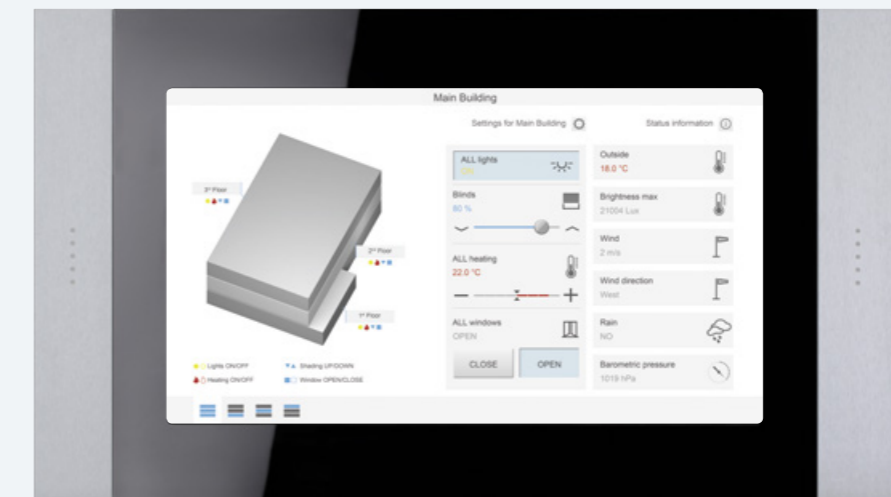 Main Building
Settings for Main Building
Status information
3rd Floor
2nd Floor
1st Floor
Lights ON/OFF
Shading UP/DOWN
Heating ON/OFF
Window OPEN/CLOSE
ALL lights
ON
Blinds
80 %
ALL heating
22.0 °C
ALL windows
OPEN
CLOSE OPEN
Outside
18.0 °C
Brightness max
21004 Lux
Wind
2 m/s
Wind direction
West
Rain
NO
Barometric pressure
1019 hPa